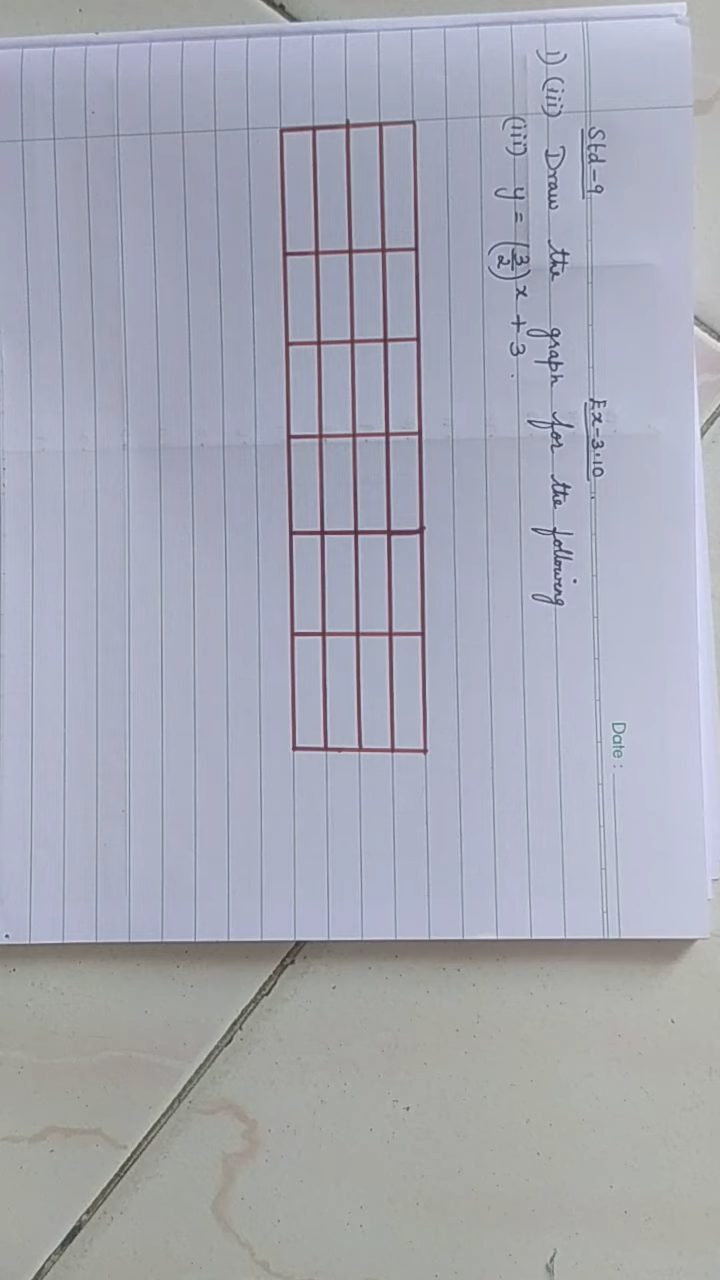 Date :
Std-9 Ex-3.10
1) (iii) Draw the graph for the following
(iii) y = (3/2)x + 3.